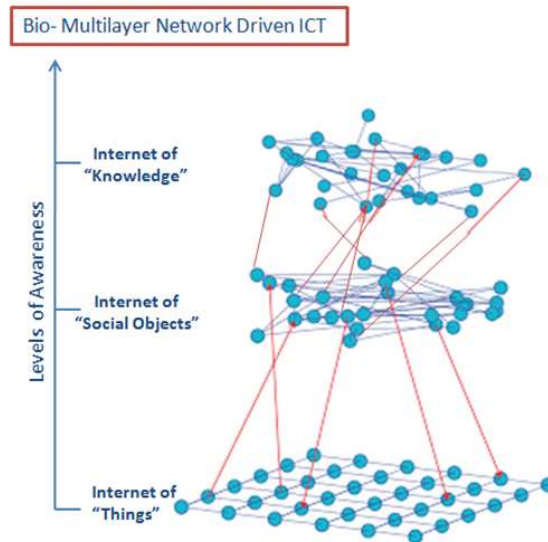 Bio- Multilayer Network Driven ICT
Internet of
“Knowledge”
Levels of Awareness
Internet of
“Social Objects”
Internet of
“Things”